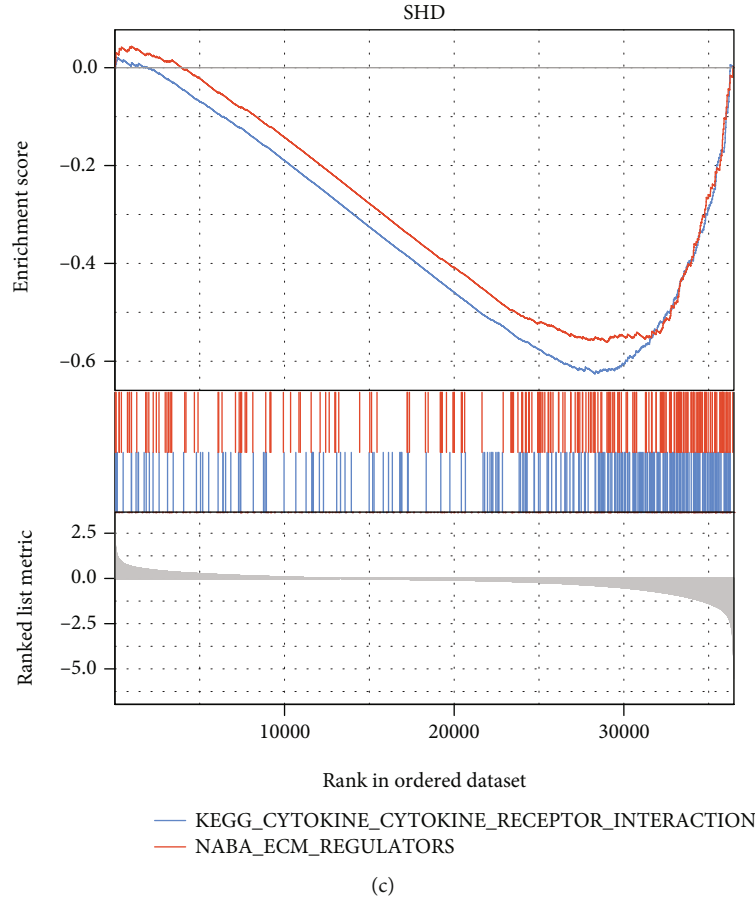 SHD
Enrichment score
0.0
−0.2
−0.4
−0.6
Ranked list metric
2.5
0.0
−2.5
−5.0
10000 20000 30000
Rank in ordered dataset
KEGG_CYTOKINE_CYTOKINE_RECEPTOR_INTERACTION
NABA_ECM_REGULATORS
(c)